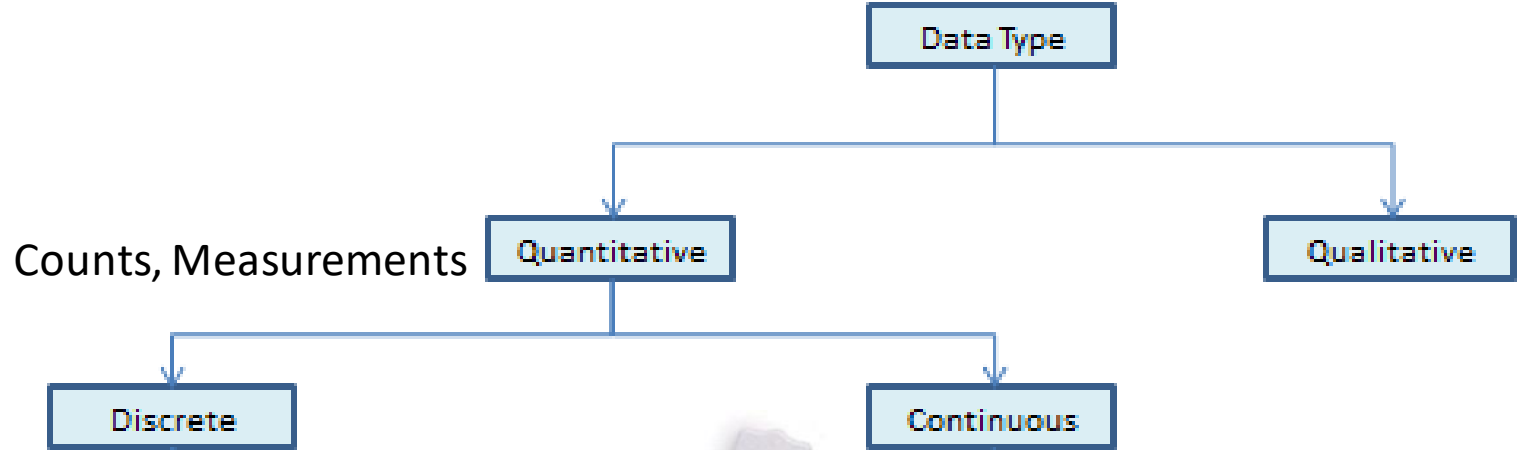 Data Type
Counts, Measurements
Quantitative
Qualitative
Discrete
Continuous